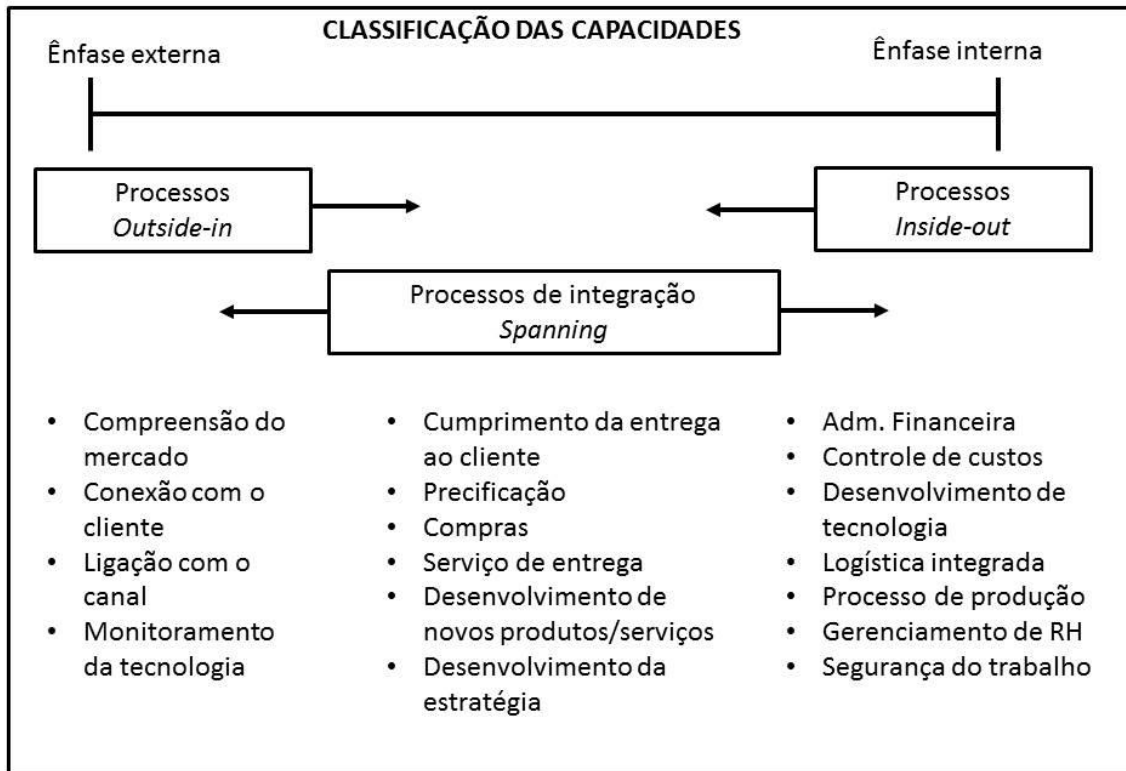 CLASSIFICAÇÃO DAS CAPACIDADES
Ênfase externa
Ênfase interna
Processos
Outside-in
Processos
Inside-out
Processos de integração
Spanning
• Compreensão do
mercado
• Conexão com o
cliente
• Ligação com o
canal
• Monitoramento
da tecnologia
• Cumprimento da entrega
ao cliente
• Precificação
• Compras
• Serviço de entrega
• Desenvolvimento de
novos produtos/serviços
• Desenvolvimento da
estratégia
• Adm. Financeira
• Controle de custos
• Desenvolvimento de
tecnologia
• Logística integrada
• Processo de produção
• Gerenciamento de RH
• Segurança do trabalho